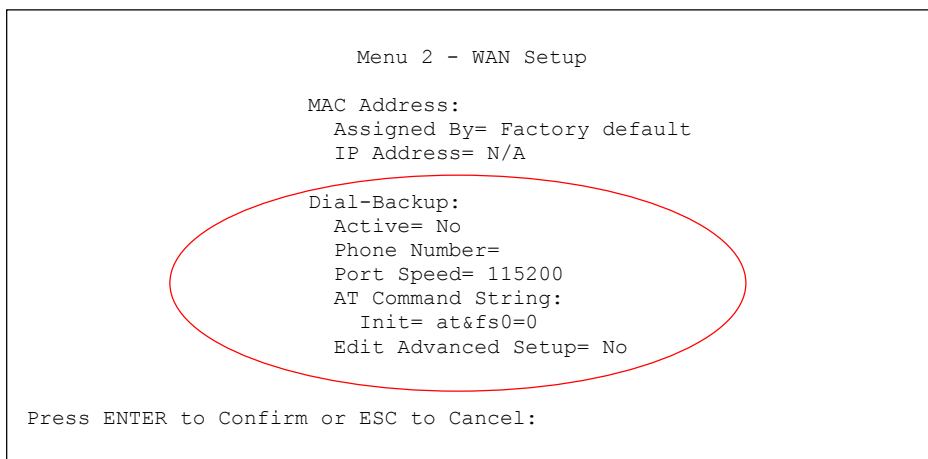 Menu 2 - WAN Setup
MAC Address:
Assigned By= Factory default
IP Address= N/A
Dial-Backup:
Active= No
Phone Number=
Port Speed= 115200
AT Command String:
Init= at&fs0=0
Edit Advanced Setup= No
Press ENTER to Confirm or ESC to Cancel: